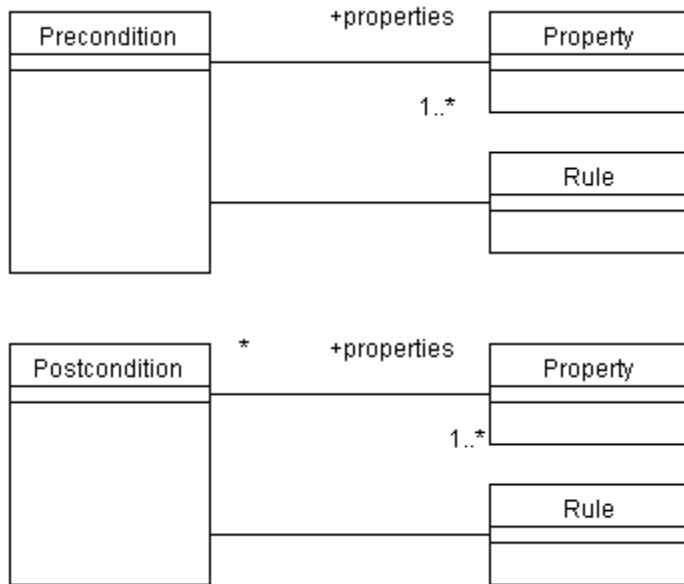 +properties
Precondition
Property
1..*
Rule
*
+properties
Postcondition
Property
1..*
Rule